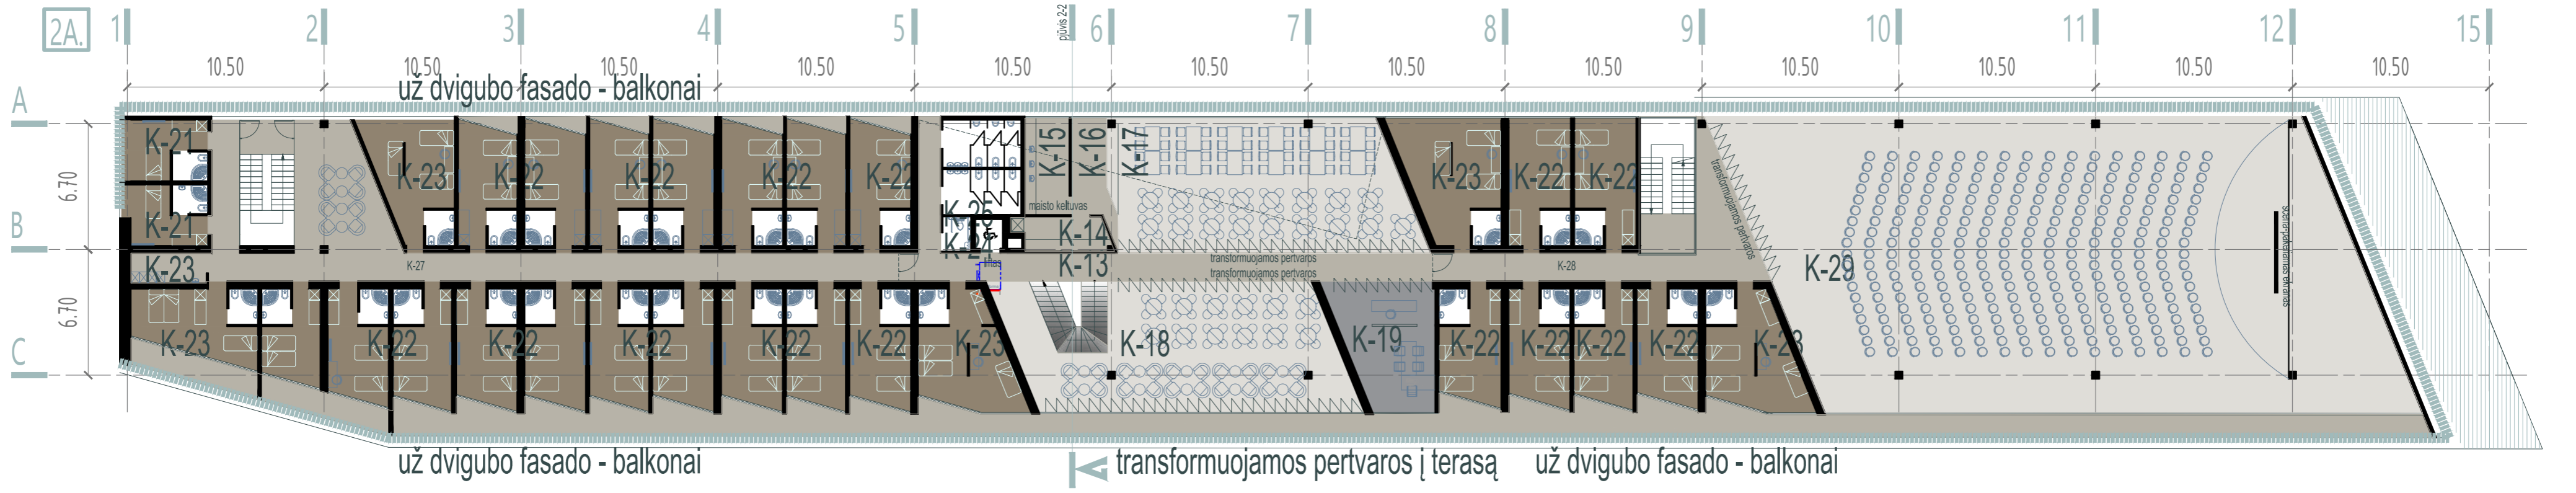 2A. 1 2 3 4 5 pjūvis 2-2 6 7 8 9 10 11 12 15
10.50 10.50 10.50 10.50 10.50 10.50 10.50 10.50 10.50 10.50 10.50 10.50
už dvigubo fasado - balkonai
A
6.70
B
6.70
C
K-21 K-15 K-16 K-17
K-23 K-22 K-22 K-22 K-22 K-23 K-22 K-22
transformuojamos pertvaros
K-21 K-25 maisto keltuvas
K-24 K-14
K-23 K-27 K-13 transformuojamos pertvaros K-28 K-29
transformuojamos pertvaros
K-23 K-22 K-22 K-22 K-22 K-22 K-23 K-18 K-19 K-22 K-22 K-22 K-22 K-23
už dvigubo fasado - balkonai
transformuojamos pertvaros į terasą
už dvigubo fasado - balkonai